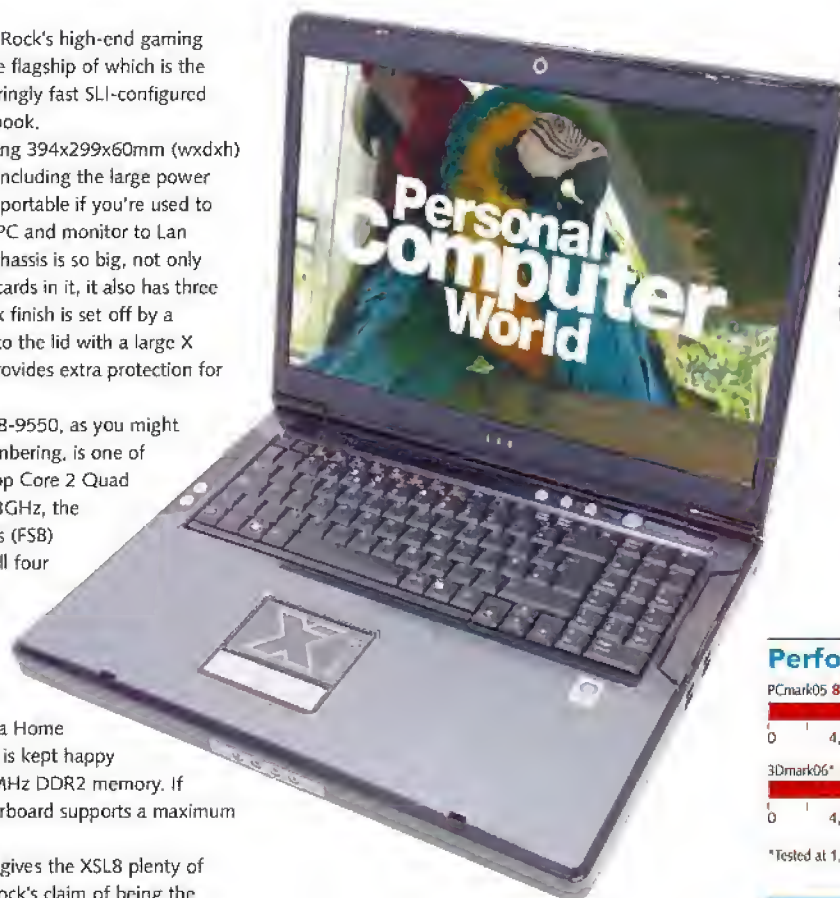 Rock's high-end gaming
e flagship of which is the
ringly fast SLI-configured
book.
ng 394x299x60mm (wxdxh)
including the large power
portable if you're used to
PC and monitor to Lan
hassis is so big, not only
cards in it, it also has three
k finish is set off by a
to the lid with a large X
rovides extra protection for
8-9550, as you might
nbering, is one of
op Core 2 Quad
3GHz, the
s (FSB)
ll four
a Home
is kept happy
MHz DDR2 memory. If
rboard supports a maximum
gives the XSL8 plenty of
ock's claim of being the
Personal
Computer
World
X
Perfo
PCmark05 8
0 4,
3Dmark06*
0 4,
*Tested at 1,